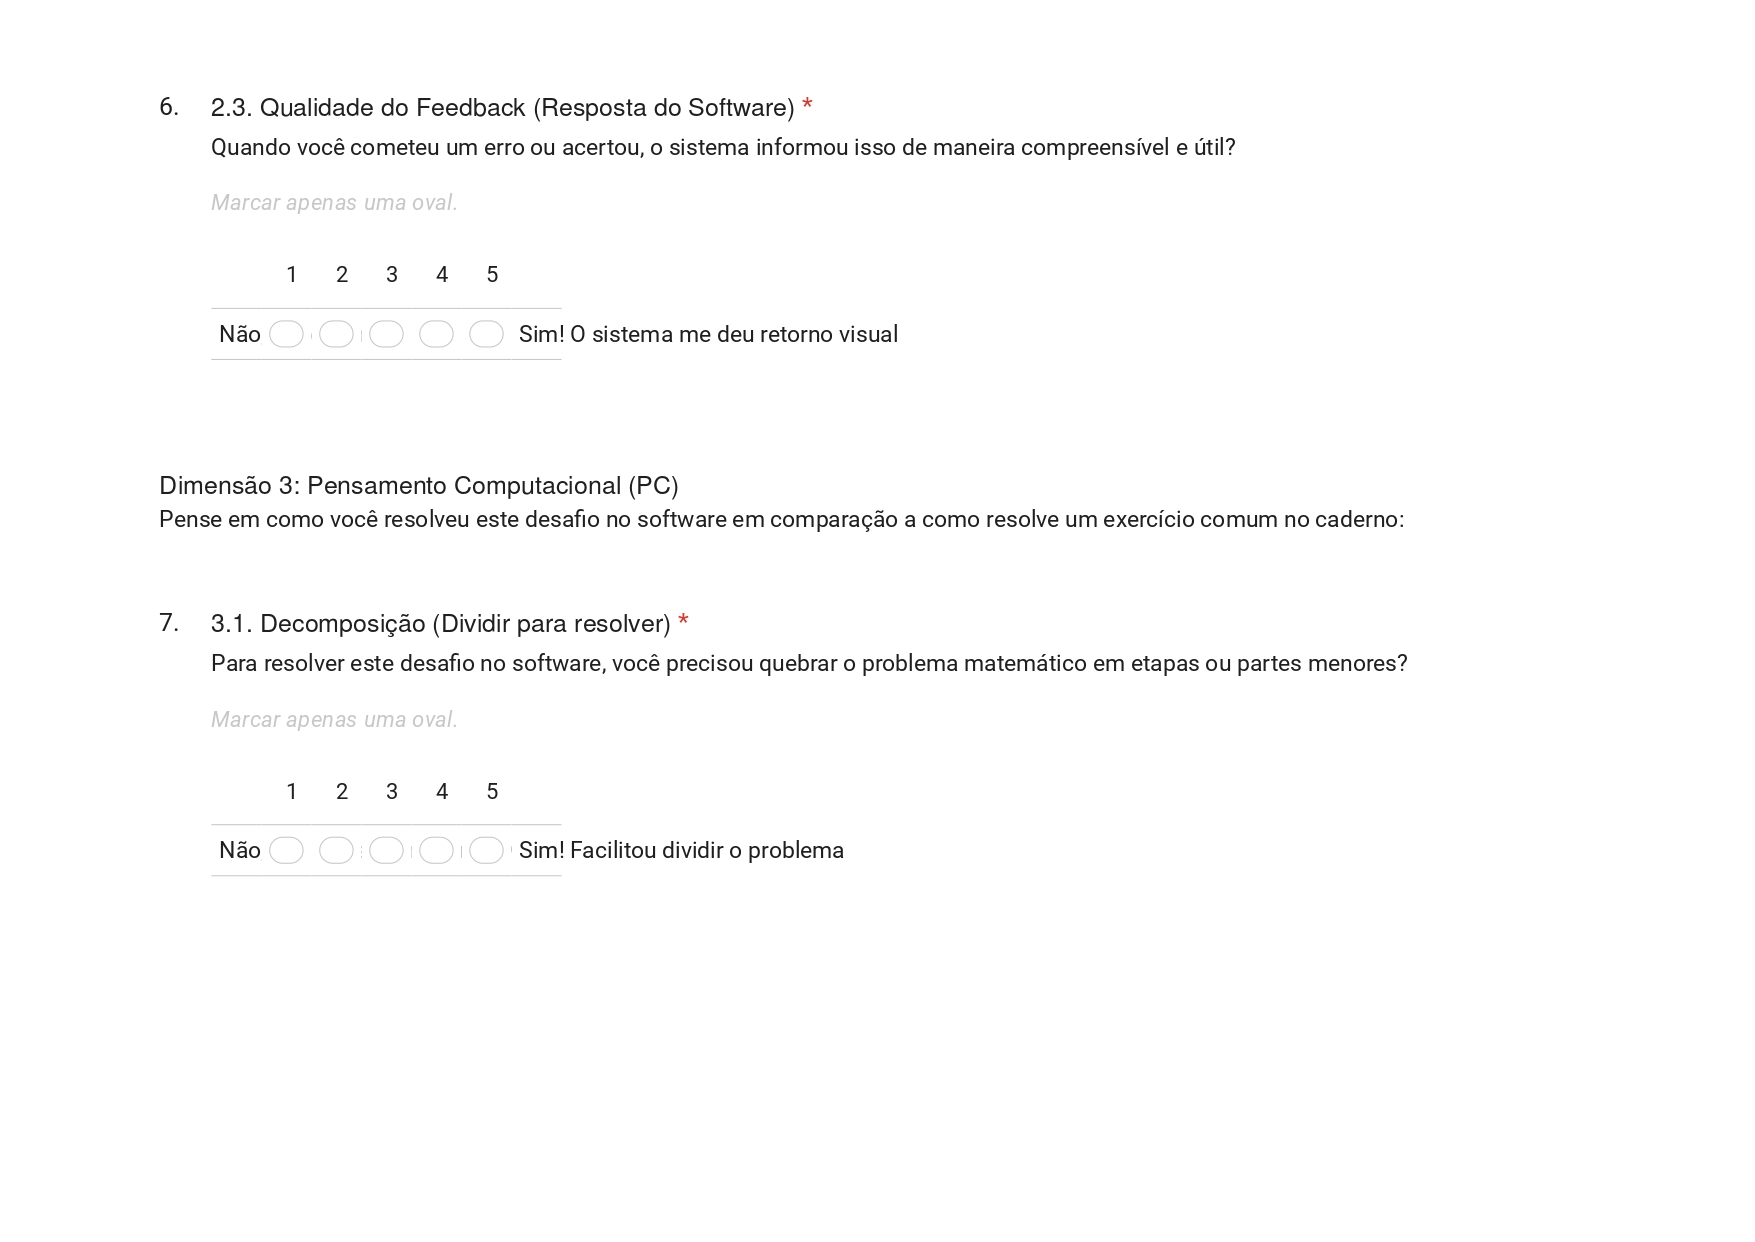 6. 2.3. Qualidade do Feedback (Resposta do Software) *
Quando você cometeu um erro ou acertou, o sistema informou isso de maneira compreensível e útil?
Marcar apenas uma oval.
1 2 3 4 5
Não Sim! O sistema me deu retorno visual
Dimensão 3: Pensamento Computacional (PC)
Pense em como você resolveu este desafio no software em comparação a como resolve um exercício comum no caderno:
7. 3.1. Decomposição (Dividir para resolver) *
Para resolver este desafio no software, você precisou quebrar o problema matemático em etapas ou partes menores?
Marcar apenas uma oval.
1 2 3 4 5
Não Sim! Facilitou dividir o problema